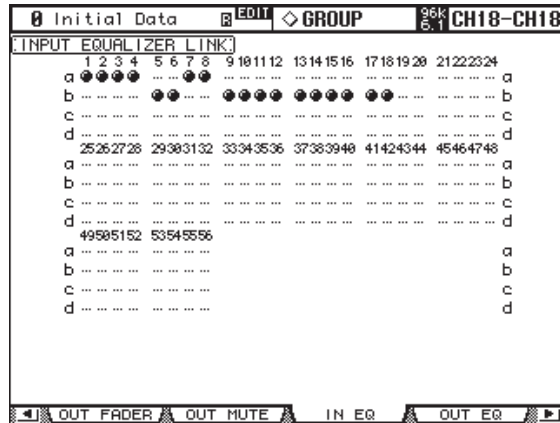 0 Initial Data R EDIT ◇ GROUP 96k 6.1 CH18-CH18
INPUT EQUALIZER LINK
1 2 3 4 5 6 7 8 9 10 11 12 13 14 15 16 17 18 19 20 21 22 23 24
a a
b b
c c
d d
25 26 27 28 29 30 31 32 33 34 35 36 37 38 39 40 41 42 43 44 45 46 47 48
a a
b b
c c
d d
49 50 51 52 53 54 55 56
a a
b b
c c
d d
OUT FADER OUT MUTE IN EQ OUT EQ